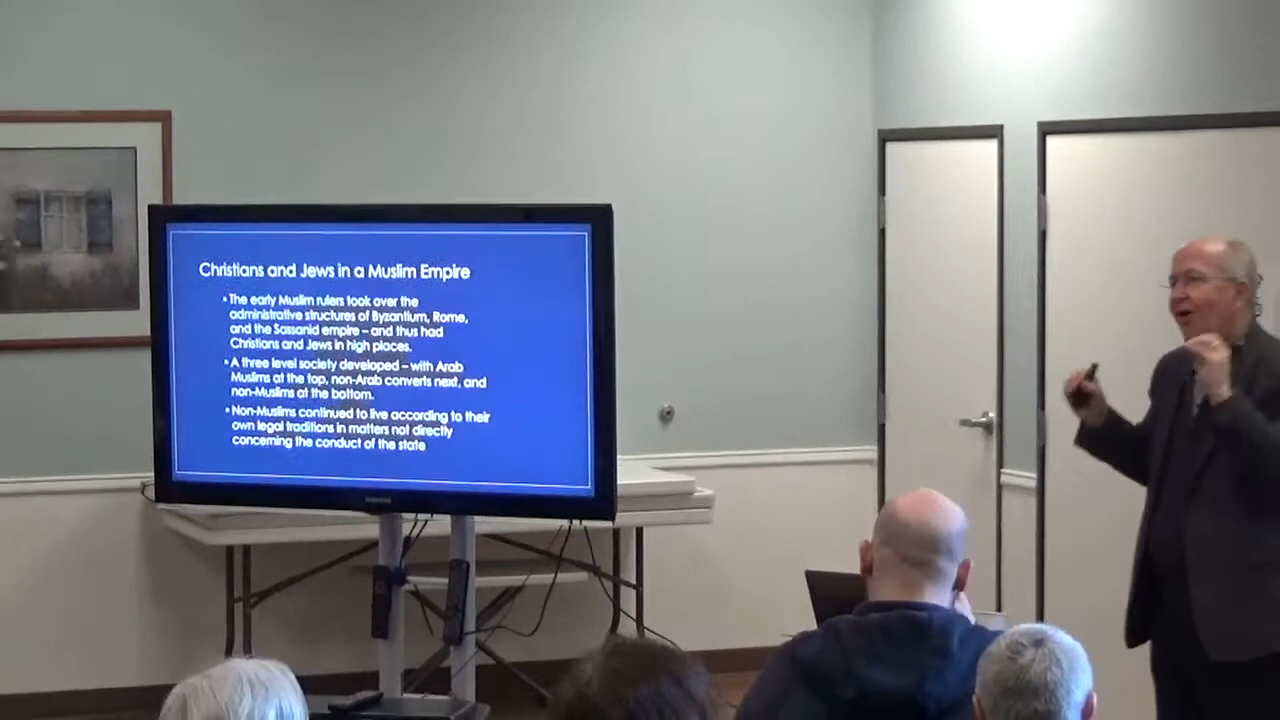 Christians and Jews in a Muslim Empire
▪ The early Muslim rulers took over the
administrative structures of Byzantium, Rome,
and the Sassanid empire – and thus had
Christians and Jews in high places.
▪ A three level society developed – with Arab
Muslims at the top, non-Arab converts next, and
non-Muslims at the bottom.
▪ Non-Muslims continued to live according to their
own legal traditions in matters not directly
concerning the conduct of the state
SAMSUNG